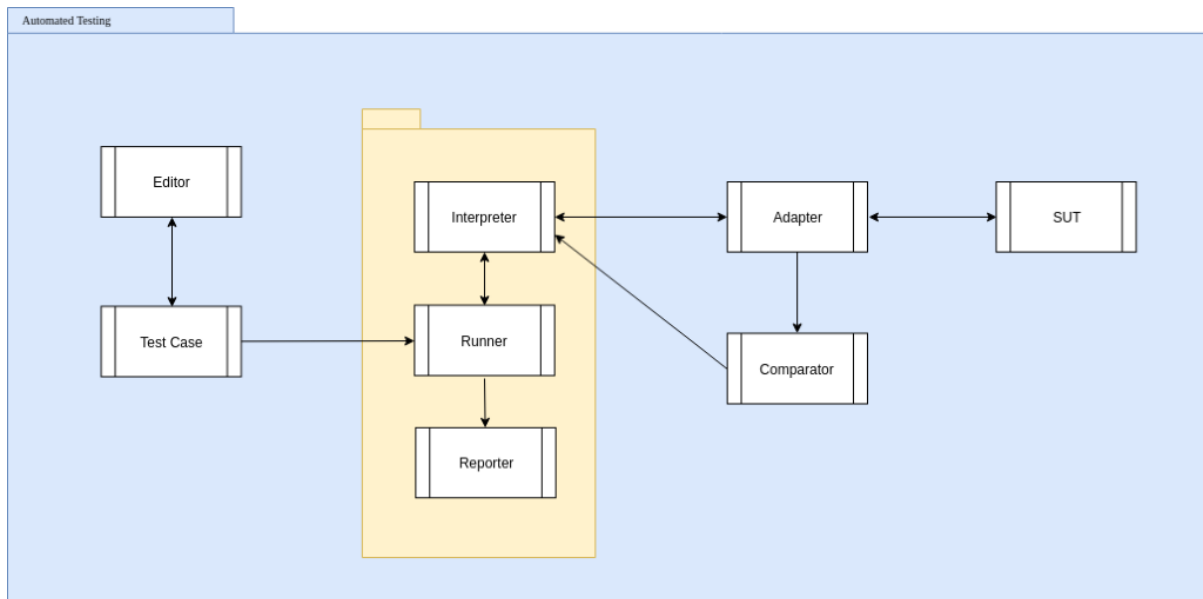 Automated Testing
Editor
Interpreter
Adapter
SUT
Test Case
Runner
Comparator
Reporter